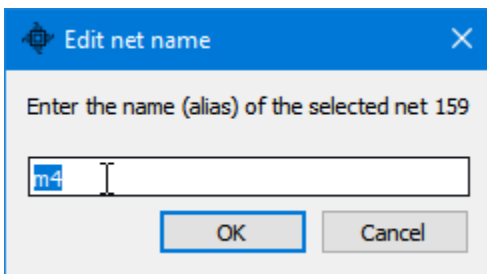 Edit net name
Enter the name (alias) of the selected net 159
m4
OK Cancel